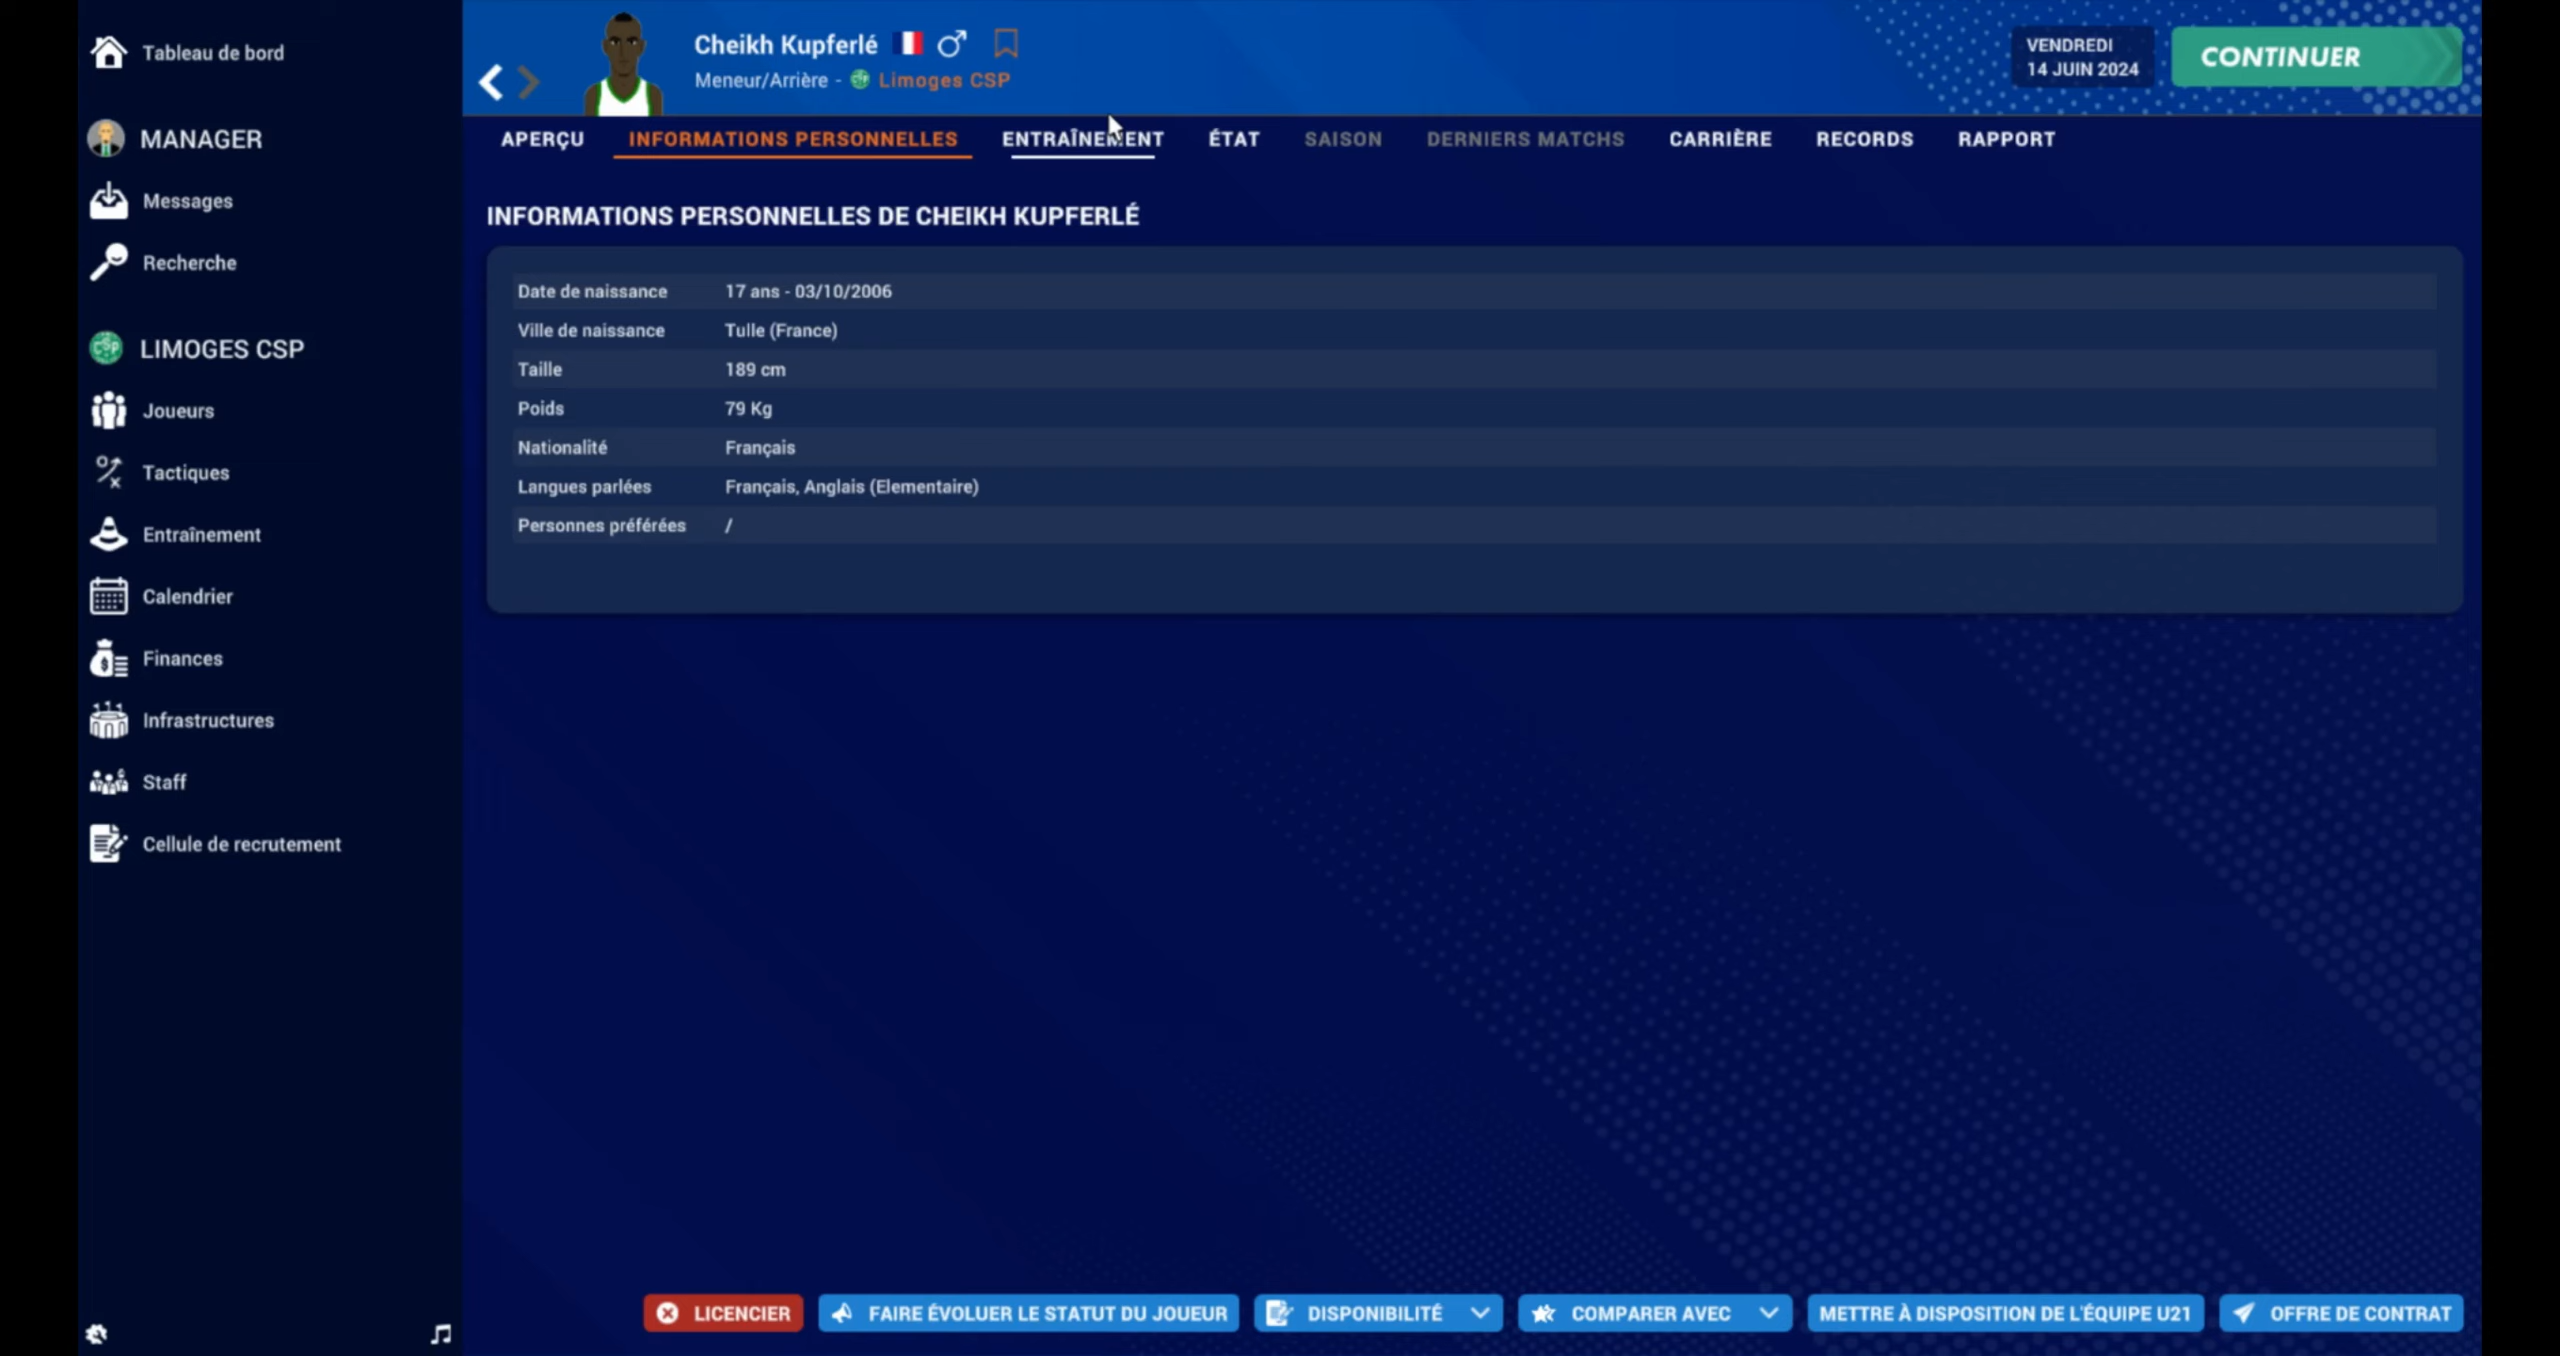 Tableau de bord
MANAGER
Messages
Recherche
LIMOGES CSP
Joueurs
Tactiques
Entraînement
Calendrier
Finances
Infrastructures
Staff
Cellule de recrutement
Cheikh Kupferlé
Meneur/Arrière - Limoges CSP
VENDREDI
14 JUIN 2024
CONTINUER
APERÇU INFORMATIONS PERSONNELLES ENTRAÎNEMENT ÉTAT SAISON DERNIERS MATCHS CARRIÈRE RECORDS RAPPORT
INFORMATIONS PERSONNELLES DE CHEIKH KUPFERLÉ
Date de naissance 17 ans - 03/10/2006
Ville de naissance Tulle (France)
Taille 189 cm
Poids 79 Kg
Nationalité Français
Langues parlées Français, Anglais (Elementaire)
Personnes préférées /
LICENCIER FAIRE ÉVOLUER LE STATUT DU JOUEUR DISPONIBILITÉ COMPARER AVEC METTRE À DISPOSITION DE L'ÉQUIPE U21 OFFRE DE CONTRAT